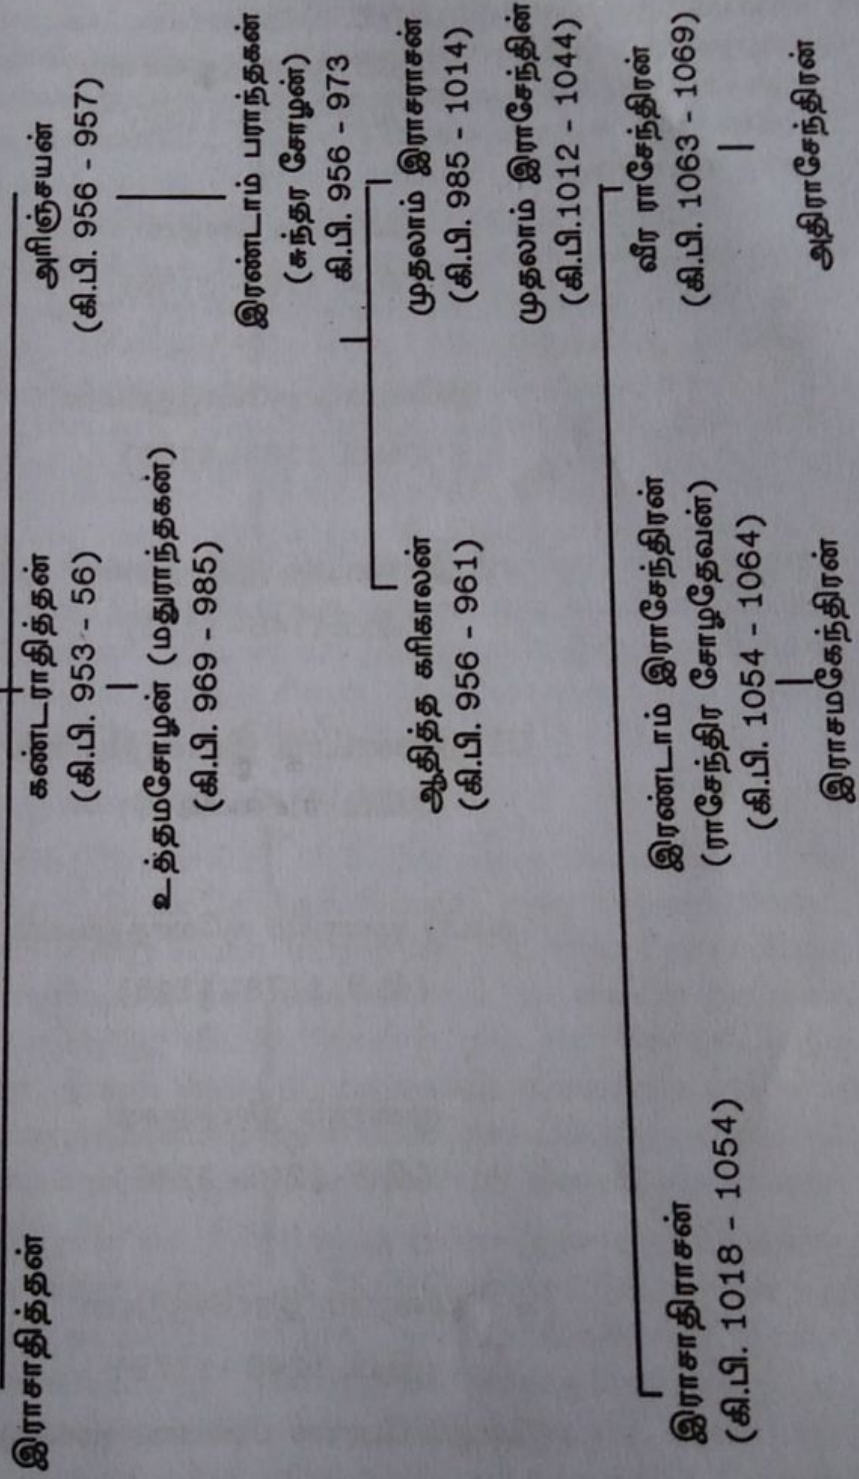 இராசாதித்தன்
கண்டராதித்தன்
(கி.பி. 953 - 56)
அரிஞ்சயன்
(கி.பி. 956 - 957)
உத்தமசோழன் (மதுராந்தகன்)
(கி.பி. 969 - 985)
இரண்டாம் பராந்தகன்
(சுந்தர சோழன்)
கி.பி. 956 - 973
ஆதித்த கரிகாலன்
(கி.பி. 956 - 961)
முதலாம் இராசராசன்
(கி.பி. 985 - 1014)
முதலாம் இராசேந்தின்
(கி.பி.1012 - 1044)
இராசாதிராசன்
(கி.பி. 1018 - 1054)
இரண்டாம் இராசேந்திரன்
(ராசேந்திர சோழதேவன்)
(கி.பி. 1054 - 1064)
வீர ராசேந்திரன்
(கி.பி. 1063 - 1069)
இராசமகேந்திரன்
அதிராசேந்திரன்